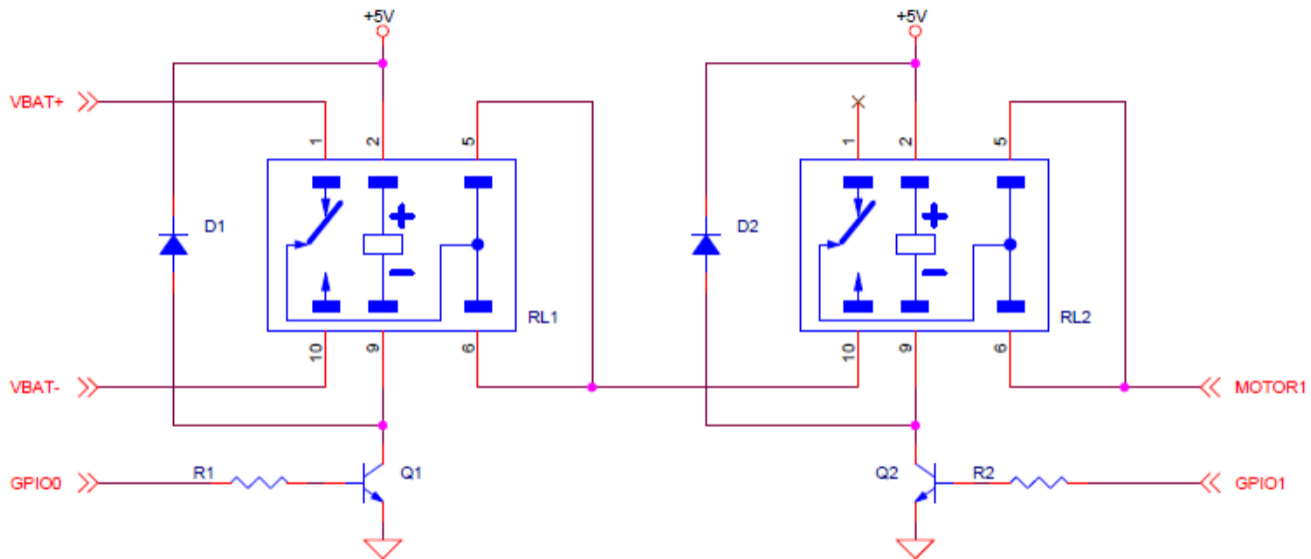 +5V +5V
VBAT+
1 2 5 1 2 5
D1 D2
+ +
− −
RL1 RL2
10 9 6 10 9 6
VBAT- MOTOR1
GPIO0 R1 Q1 Q2 R2 GPIO1